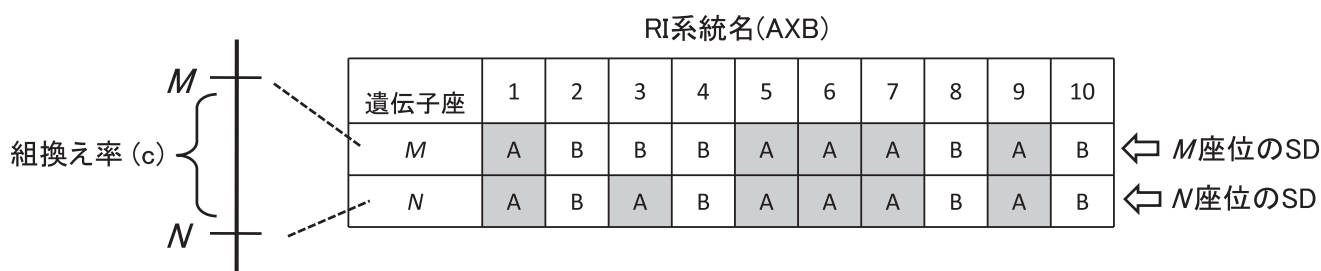 RI系統名(AXB)
遺伝子座 1 2 3 4 5 6 7 8 9 10
M A B B B A A A B A B
N A B A B A A A B A B
M
組換え率 (c)
N
M座位のSD
N座位のSD